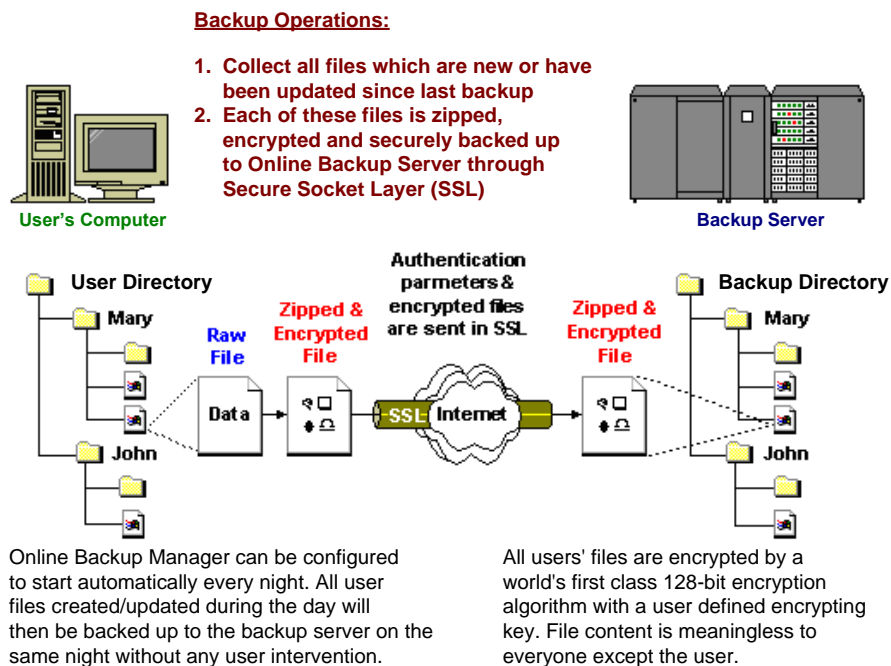 Backup Operations:
1. Collect all files which are new or have
been updated since last backup
2. Each of these files is zipped,
encrypted and securely backed up
to Online Backup Server through
Secure Socket Layer (SSL)
User's Computer
Backup Server
User Directory
Mary
John
Raw
File
Data
Zipped &
Encrypted
File
Authentication
parmeters &
encrypted files
are sent in SSL
SSL
Internet
Zipped &
Encrypted
File
Backup Directory
Mary
John
Online Backup Manager can be configured
to start automatically every night. All user
files created/updated during the day will
then be backed up to the backup server on the
same night without any user intervention.
All users' files are encrypted by a
world's first class 128-bit encryption
algorithm with a user defined encrypting
key. File content is meaningless to
everyone except the user.